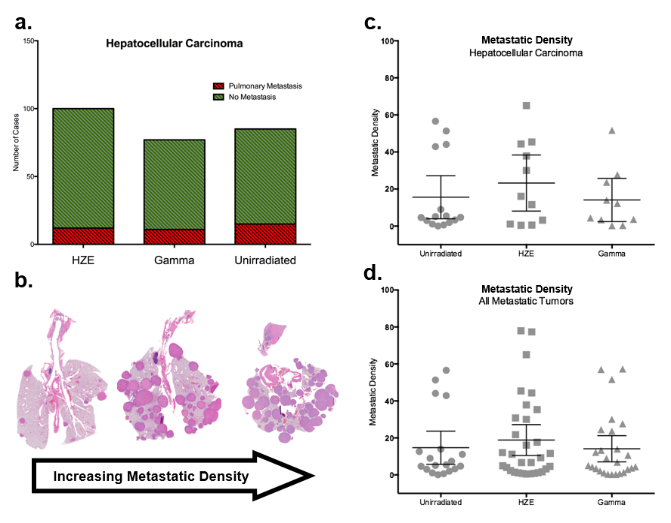 a.
Hepatocellular Carcinoma
150
100
50
0
Number of Cases
Pulmonary Metastasis
No Metastasis
HZE
Gamma
Unirradiated
b.
Increasing Metastatic Density
c.
Metastatic Density
Hepatocellular Carcinoma
100
80
60
40
20
0
Metastatic Density
Unirradiated
HZE
Gamma
d.
Metastatic Density
All Metastatic Tumors
100
80
60
40
20
0
Metastatic Density
Unirradiated
HZE
Gamma